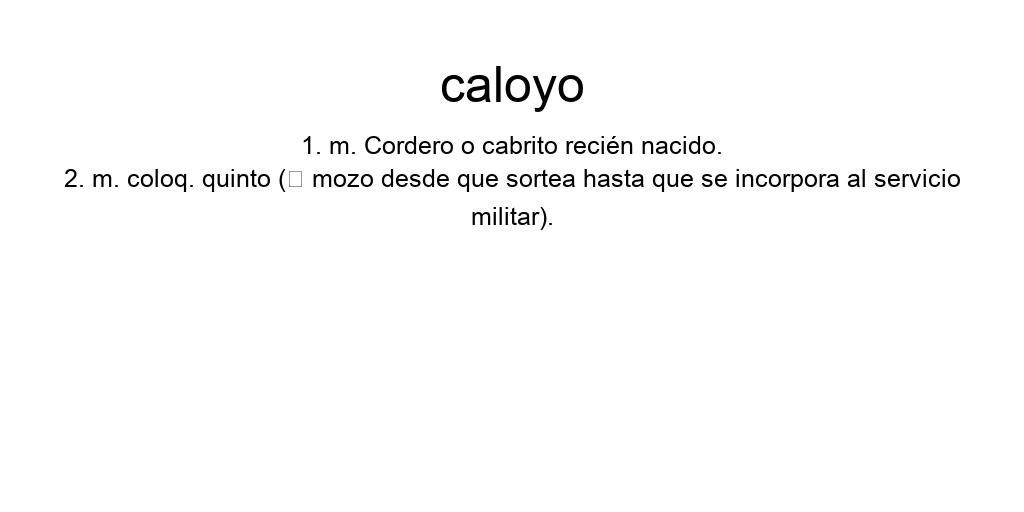 caloyo
1. m. Cordero o cabrito recién nacido.
2. m. coloq. quinto (□ mozo desde que sortea hasta que se incorpora al servicio
militar).